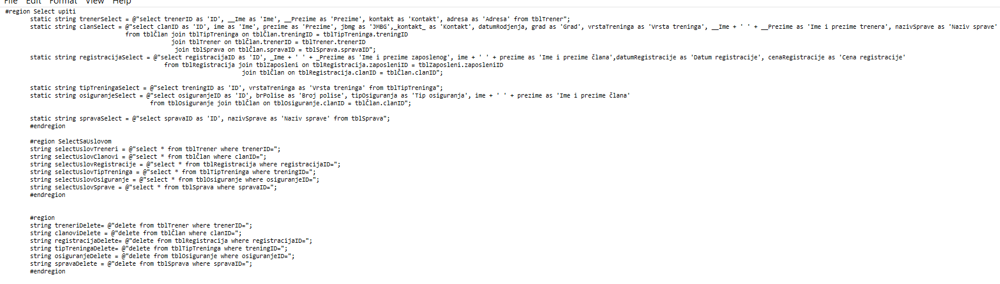 File Edit Format View Help
#region Select upiti
static string trenerSelect = @"select trenerID as 'ID', __Ime as 'Ime', __Prezime as 'Prezime', kontakt as 'Kontakt', adresa as 'Adresa' from tblTrener";
static string clanSelect = @"select clanID as 'ID', ime as 'Ime', prezime as 'Prezime', jbmg as 'JMBG',_kontakt_ as 'Kontakt', datumRodjenja, grad as 'Grad', vrstaTreninga as 'Vrsta treninga', __Ime + ' ' + __Prezime as 'Ime i prezime trenera', nazivSprave as 'Naziv sprave'
from tblČlan join tblTipTreninga on tblČlan.treningID = tblTipTreninga.treningID
join tblTrener on tblČlan.trenerID = tblTrener.trenerID
join tblSprava on tblČlan.spravaID = tblSprava.spravaID";
static string registracijaSelect = @"select registracijaID as 'ID', _Ime + ' ' + _Prezime as 'Ime i prezime zaposlenog', ime + ' ' + prezime as 'Ime i prezime člana',datumRegistracije as 'Datum registracije', cenaRegistracije as 'Cena registracije'
from tblRegistracija join tblZaposleni on tblRegistracija.zaposleniID = tblZaposleni.zaposleniID
join tblČlan on tblRegistracija.clanID = tblČlan.clanID";
static string tipTreningaSelect = @"select treningID as 'ID', vrstaTreninga as 'Vrsta treninga' from tblTipTreninga";
static string osiguranjeSelect = @"select osiguranjeID as 'ID', brPolise as 'Broj polise', tipOsiguranja as 'Tip osiguranja', ime + ' ' + prezime as 'Ime i prezime člana'
from tblOsiguranje join tblČlan on tblOsiguranje.clanID = tblČlan.clanID";
static string spravaSelect = @"select spravaID as 'ID', nazivSprave as 'Naziv sprave' from tblSprava";
#endregion
#region SelectSaUslovom
string selectUslovTreneri = @"select * from tblTrener where trenerID=";
string selectUslovClanovi = @"select * from tblČlan where clanID=";
string selectUslovRegistracije = @"select * from tblRegistracija where registracijaID=";
string selectUslovTipTreninga = @"select * from tblTipTreninga where treningID=";
string selectUslovOsiguranje = @"select * from tblOsiguranje where osiguranjeID=";
string selectUslovSprave = @"select * from tblSprava where spravaID=";
#endregion
#region
string treneriDelete= @"delete from tblTrener where trenerID=";
string clanoviDelete = @"delete from tblČlan where clanID=";
string registracijaDelete= @"delete from tblRegistracija where registracijaID=";
string tipTreningaDelete= @"delete from tblTipTreninga where treningID=";
string osiguranjeDelete = @"delete from tblOsiguranje where osiguranjeID=";
string spravaDelete = @"delete from tblSprava where spravaID=";
#endregion